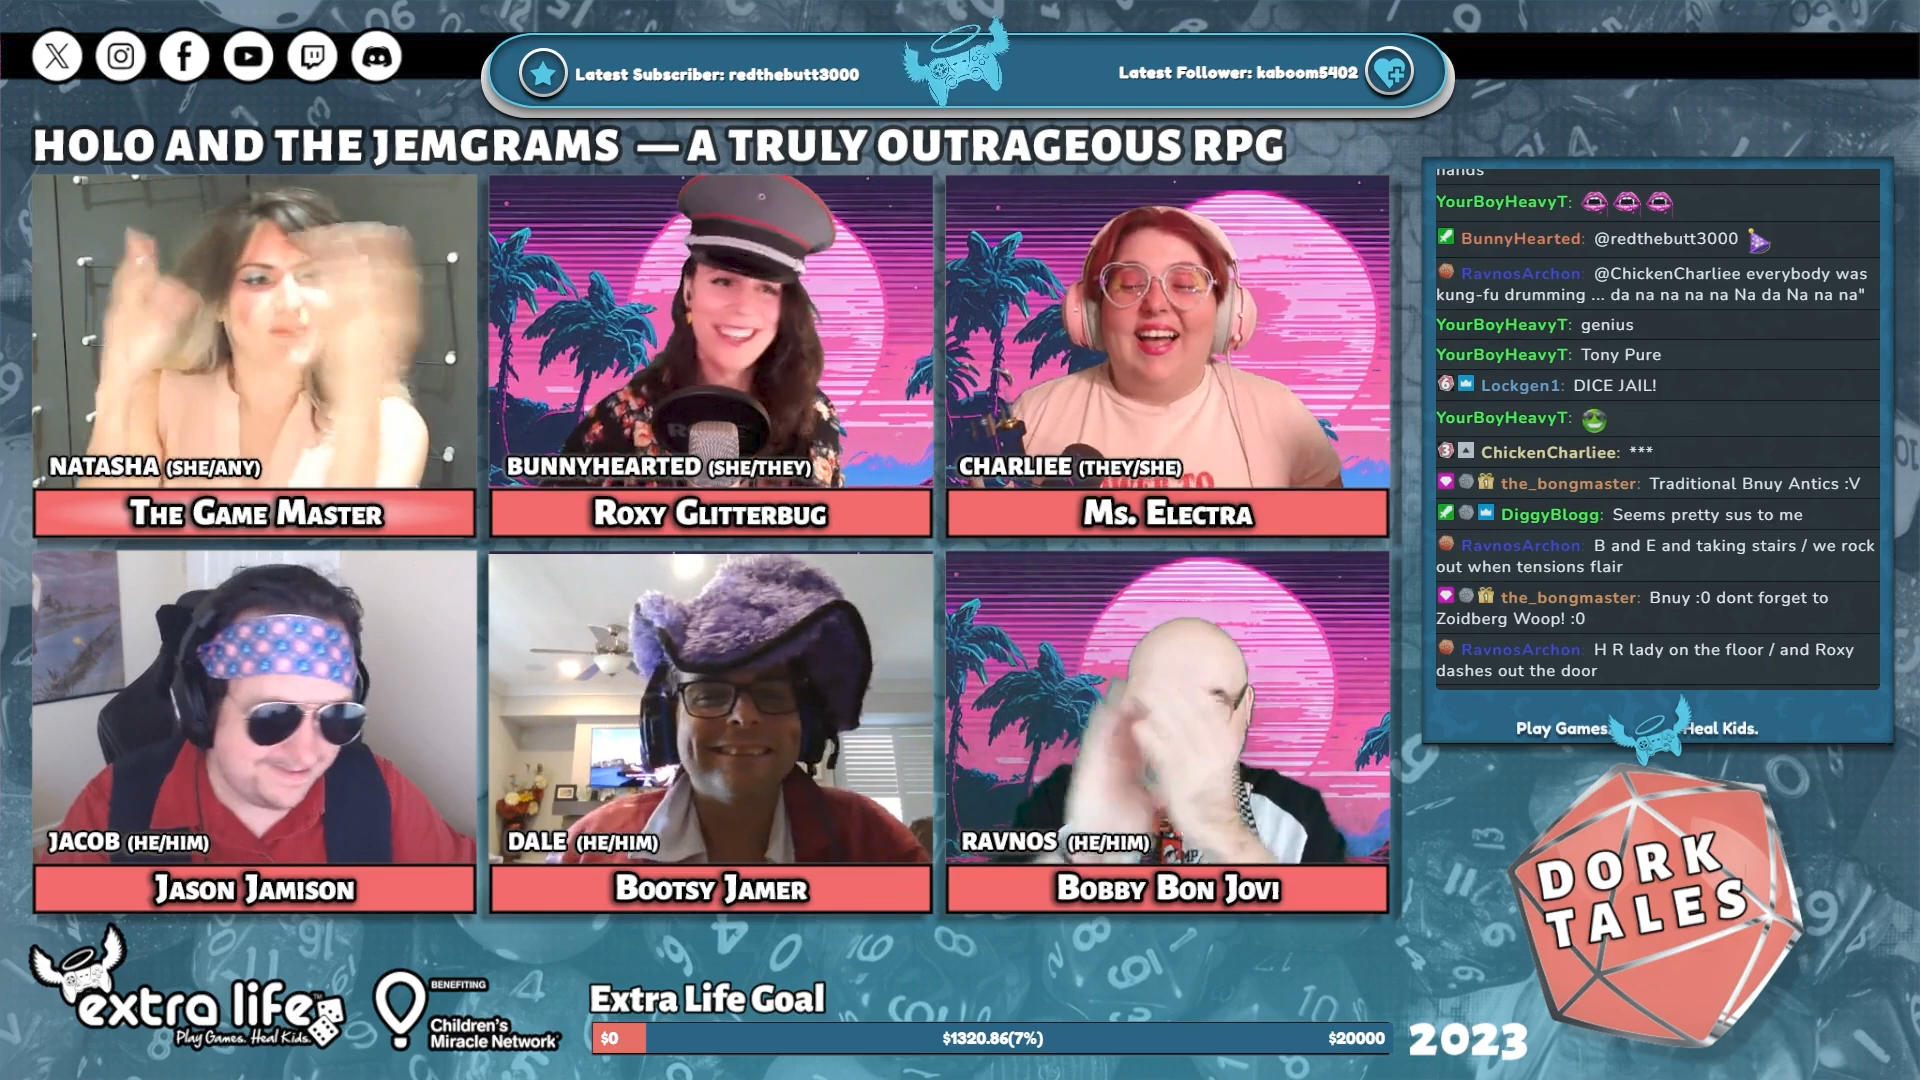 Latest Subscriber: redthebutt3000
Latest Follower: kaboom5402
HOLO AND THE JEMGRAMS — A TRULY OUTRAGEOUS RPG
NATASHA (SHE/ANY)
THE GAME MASTER
BUNNYHEARTED (SHE/THEY)
ROXY GLITTERBUG
CHARLIEE (THEY/SHE)
MS. ELECTRA
JACOB (HE/HIM)
JASON JAMISON
DALE (HE/HIM)
BOOTSY JAMER
RAVNOS (HE/HIM)
BOBBY BON JOVI
hands
YourBoyHeavyT:
BunnyHearted: @redthebutt3000
RavnosArchon: @ChickenCharliee everybody was
kung-fu drumming ... da na na na na Na da Na na na"
YourBoyHeavyT: genius
YourBoyHeavyT: Tony Pure
6 Lockgen1: DICE JAIL!
YourBoyHeavyT:
3 ChickenCharliee: ***
the_bongmaster: Traditional Bnuy Antics :V
DiggyBlogg: Seems pretty sus to me
RavnosArchon: B and E and taking stairs / we rock
out when tensions flair
the_bongmaster: Bnuy :0 dont forget to
Zoidberg Woop! :0
RavnosArchon: H R lady on the floor / and Roxy
dashes out the door
Play Games. Heal Kids.
DORK
TALES
extra life
Play Games. Heal Kids.
BENEFITING
Children's
Miracle Network
Extra Life Goal
$0 $1320.86(7%) $20000
2023